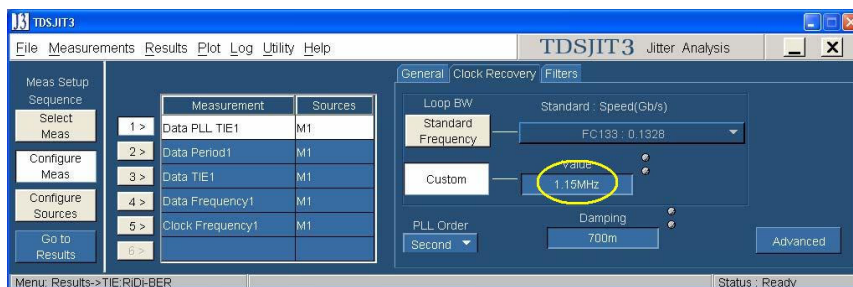 TDSJIT3
File Measurements Results Plot Log Utility Help
TDSJIT3 Jitter Analysis
Meas Setup
Sequence
Select
Meas
Configure
Meas
Configure
Sources
Go to
Results
Measurement Sources
1 > Data PLL TIE1 M1
2 > Data Period1 M1
3 > Data TIE1 M1
4 > Data Frequency1 M1
5 > Clock Frequency1 M1
6 >
General Clock Recovery Filters
Loop BW
Standard : Speed(Gb/s)
Standard
Frequency
FC133 : 0.1328
Custom
Value
1.15MHz
PLL Order
Second
Damping
700m
Advanced
Menu: Results->TIE:RjDj-BER
Status : Ready